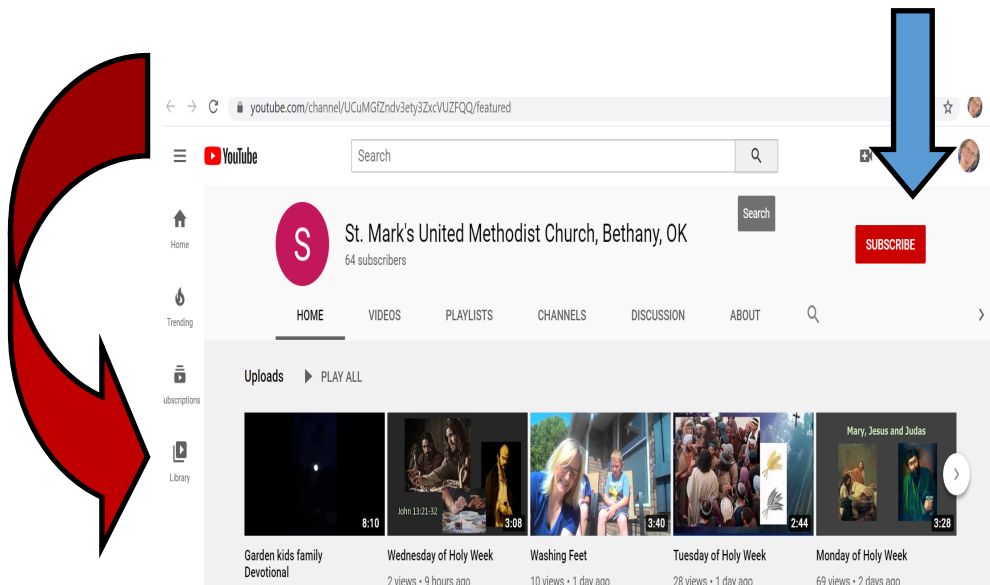 youtube.com/channel/UCuMGfZndv3ety3ZxcVUZFQQ/featured
YouTube
Search
Search
Home
S
St. Mark's United Methodist Church, Bethany, OK
64 subscribers
SUBSCRIBE
Trending
HOME VIDEOS PLAYLISTS CHANNELS DISCUSSION ABOUT
ubscriptions
Uploads PLAY ALL
Library
8:10
John 13:21-32
3:08
3:40
2:44
Mary, Jesus and Judas
3:28
Garden kids family
Devotional
Wednesday of Holy Week
2 views • 9 hours ago
Washing Feet
10 views • 1 day ago
Tuesday of Holy Week
28 views • 1 day ago
Monday of Holy Week
69 views • 2 days ago